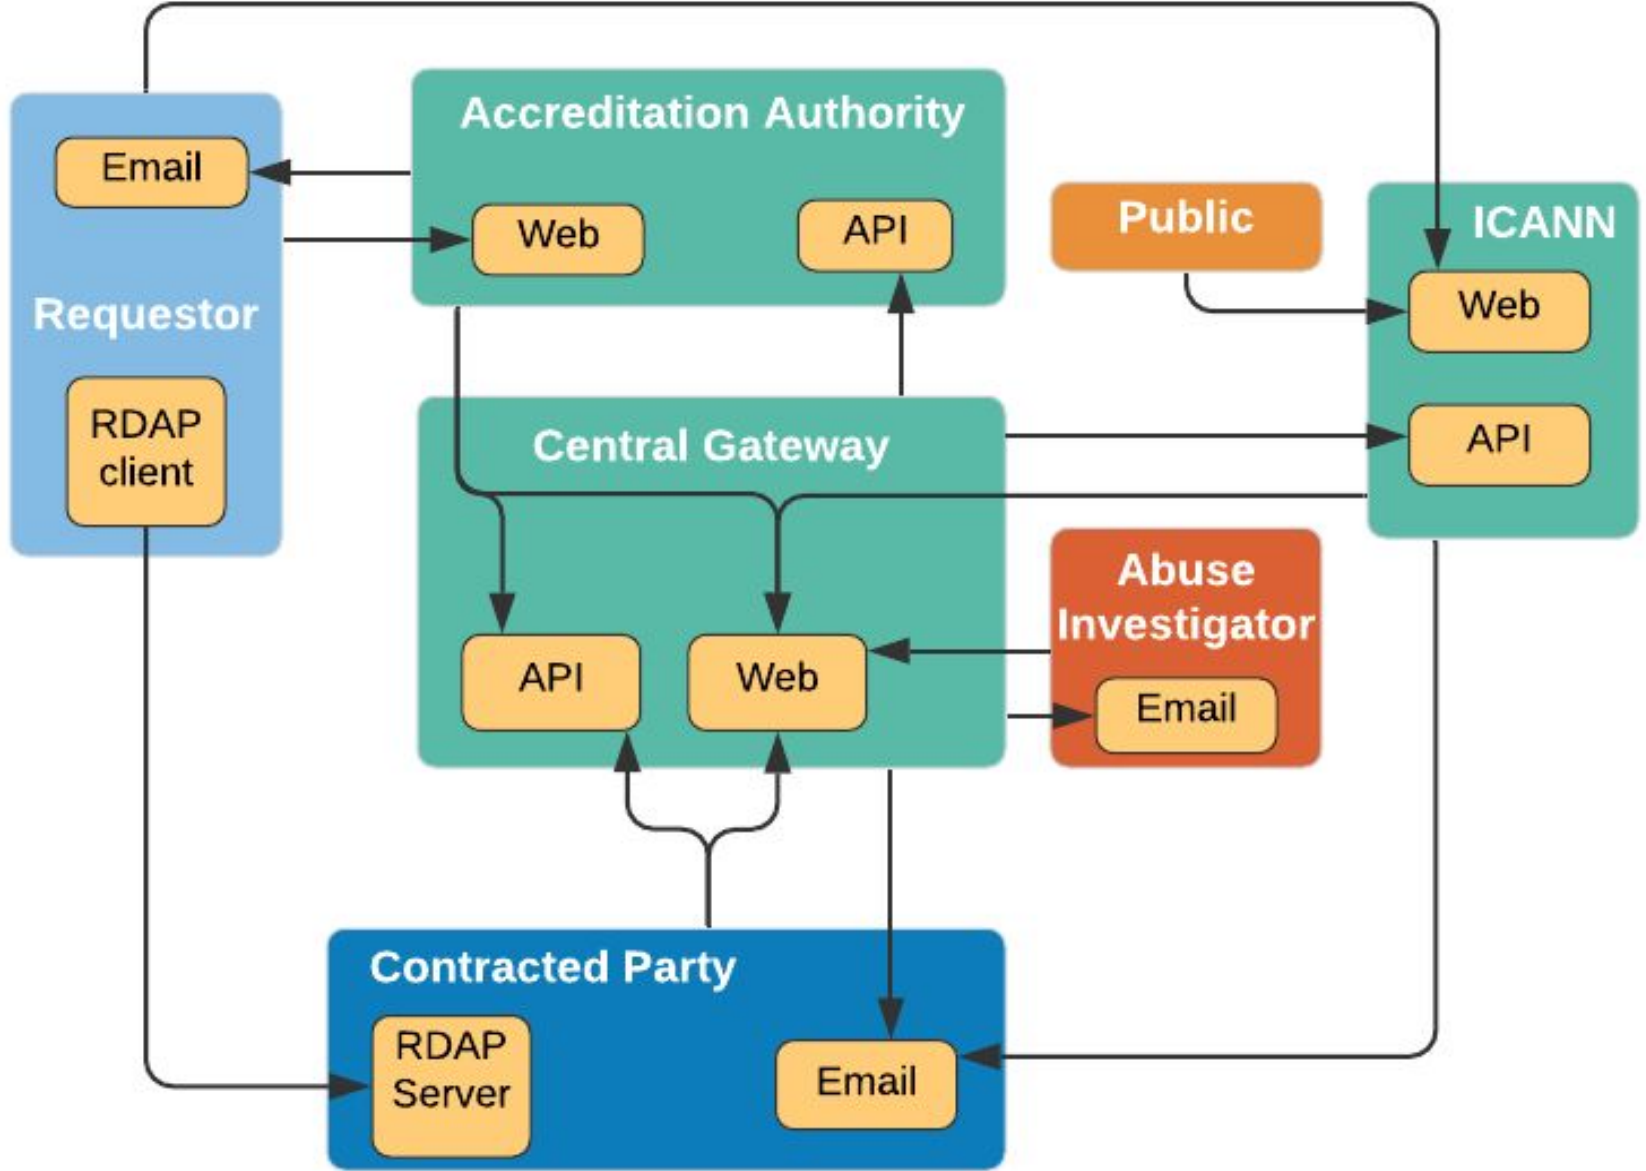 Accreditation Authority
Email
Web
API
Public
ICANN
Requestor
Web
RDAP
client
Central Gateway
API
Abuse
Investigator
API
Web
Email
Contracted Party
RDAP
Server
Email